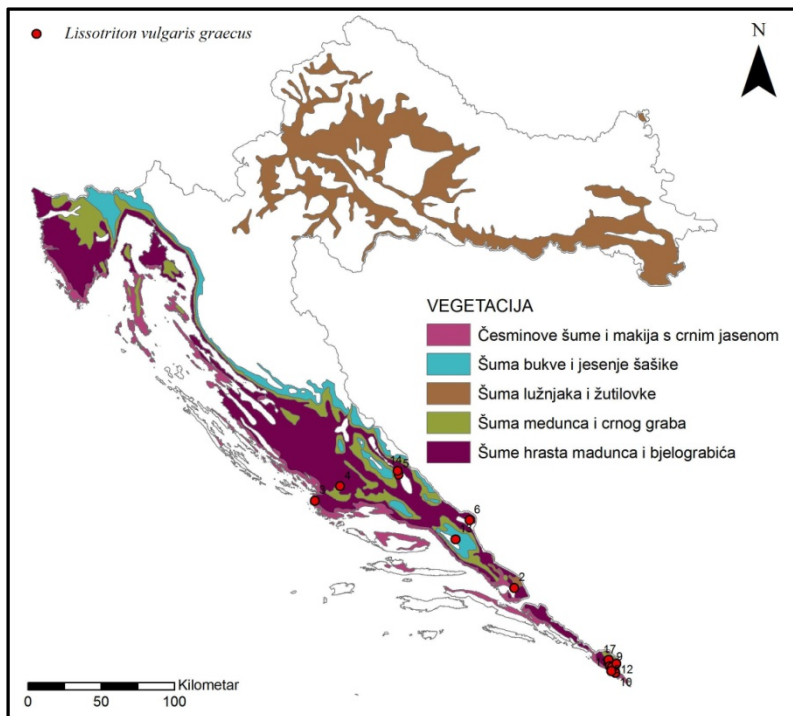 Lissotriton vulgaris graecus
N
VEGETACIJA
Česminove šume i makija s crnim jasenom
Šuma bukve i jesenje šašike
Šuma lužnjaka i žutilovke
Šuma medunca i crnog graba
Šume hrasta madunca i bjelograbića
4
6
2
17
9
12
10
Kilometar
0 50 100